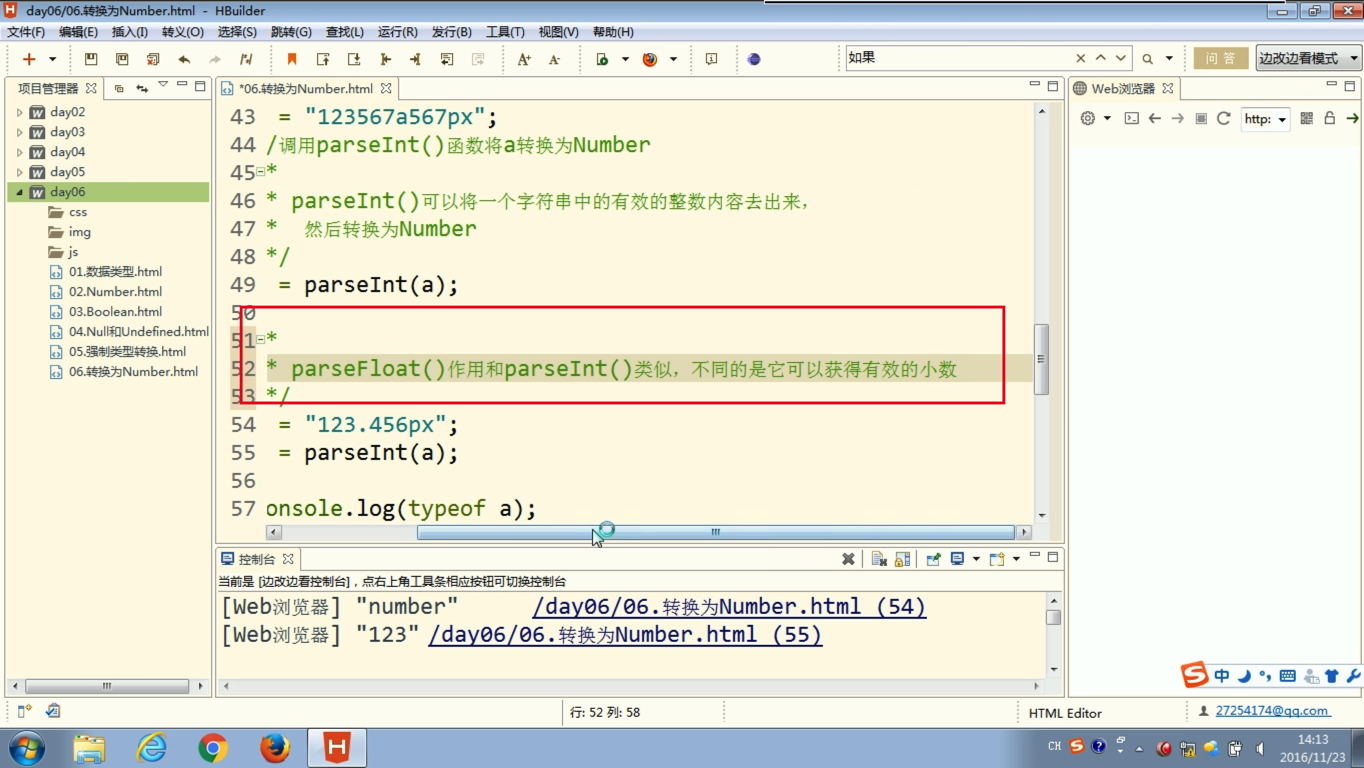 day06/06.转换为Number.html - HBuilder
文件(F) 编辑(E) 插入(I) 转义(O) 选择(S) 跳转(G) 查找(L) 运行(R) 发行(B) 工具(T) 视图(V) 帮助(H)
如果
问 答
边改边看模式
项目管理器
day02
day03
day04
day05
day06
css
img
js
01.数据类型.html
02.Number.html
03.Boolean.html
04.Null和Undefined.html
05.强制类型转换.html
06.转换为Number.html
*06.转换为Number.html
43 = "123567a567px";
44 /调用parseInt()函数将a转换为Number
45 *
46 * parseInt()可以将一个字符串中的有效的整数内容去出来，
47 * 然后转换为Number
48 */
49 = parseInt(a);
50
51 *
52 * parseFloat()作用和parseInt()类似，不同的是它可以获得有效的小数
53 */
54 = "123.456px";
55 = parseInt(a);
56
57 onsole.log(typeof a);
控制台
当前是 [边改边看控制台]，点右上角工具条相应按钮可切换控制台
[Web浏览器] "number" /day06/06.转换为Number.html (54)
[Web浏览器] "123" /day06/06.转换为Number.html (55)
Web浏览器
http:
中
行: 52 列: 58
HTML Editor
27254174@qq.com
CH
14:13
2016/11/23